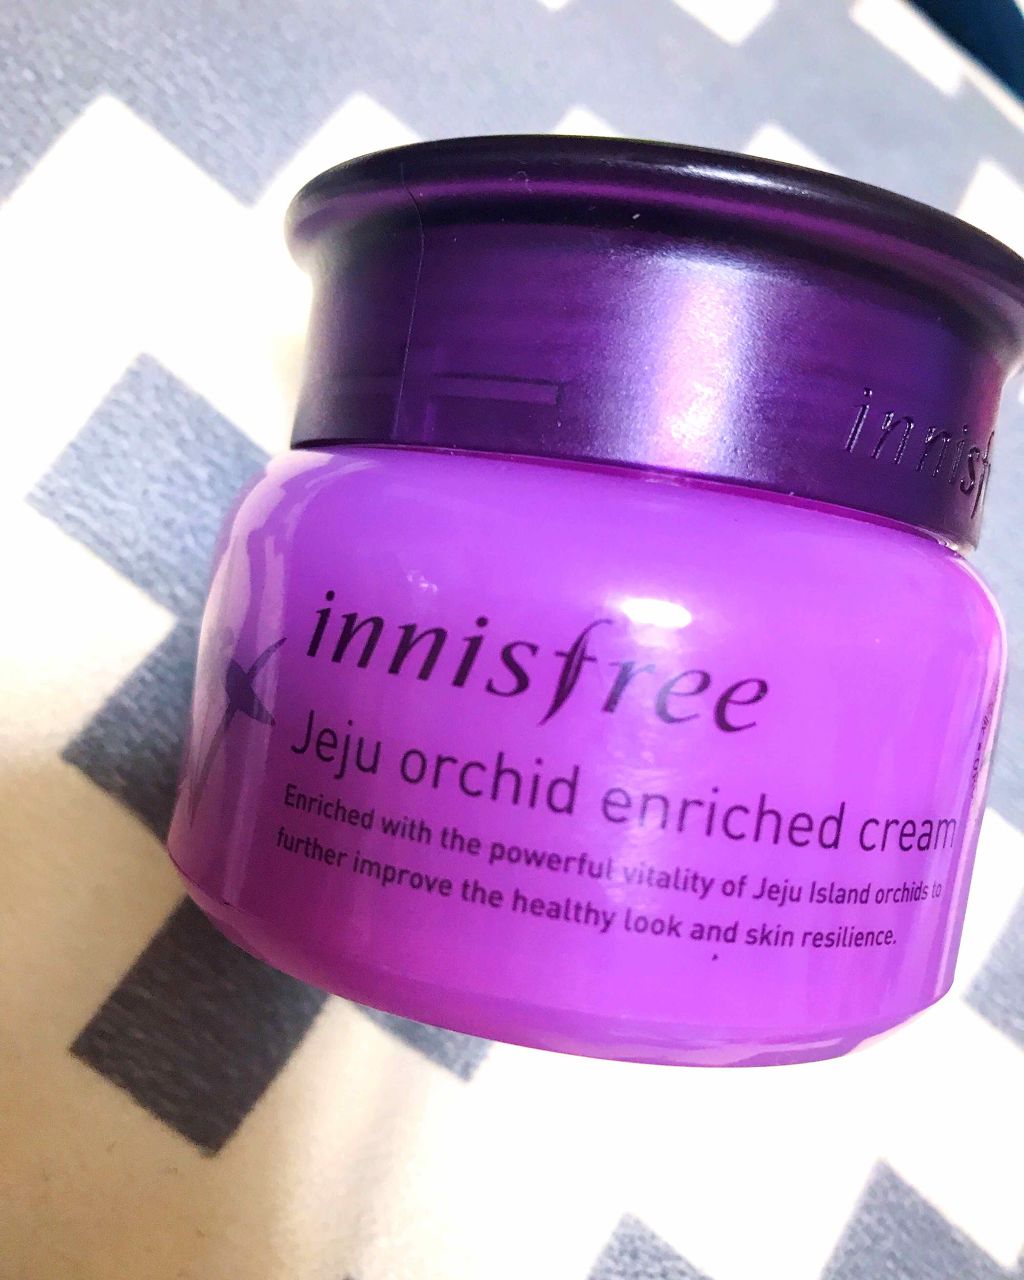 innisf
innisfree
Jeju orchid enriched cream
Enriched with the powerful vitality of Jeju Island orchids to
further improve the healthy look and skin resilience.